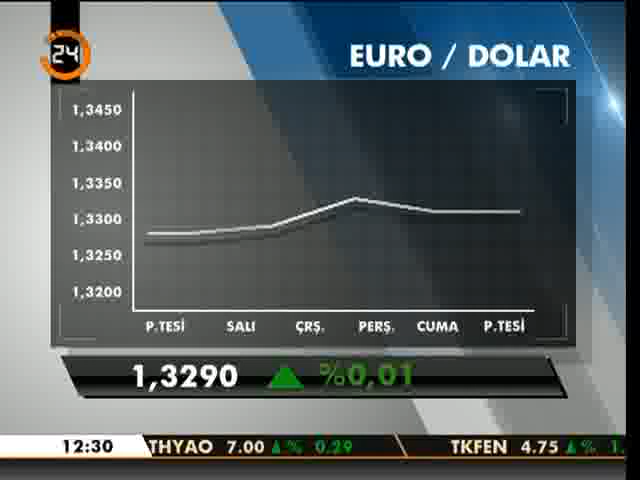 24
EURO / DOLAR
1,3450
1,3400
1,3350
1,3300
1,3250
1,3200
P.TESİ SALI ÇRŞ. PERŞ. CUMA P.TESİ
1,3290 ▲ %0,01
12:30 THYAO 7.00 ▲% 0.29 TKFEN 4.75 ▲% 1.